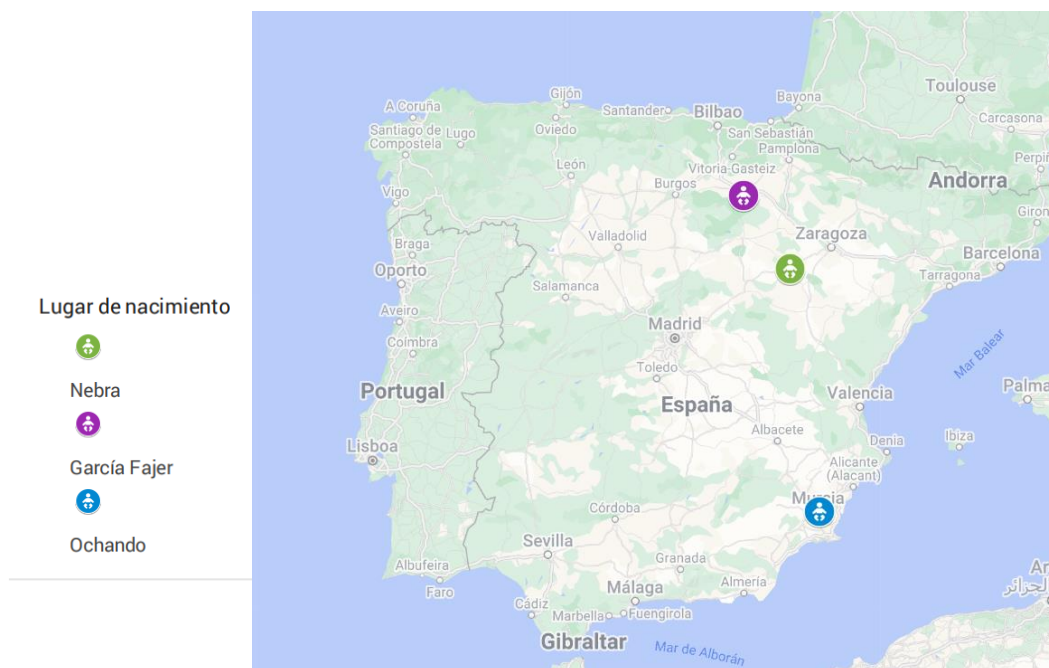 Lugar de nacimiento
Nebra
García Fajer
Ochando
Toulouse
Bayona
Carcasona
A Coruña
Gijón
Santander
Bilbao
San Sebastián
Santiago de
Compostela
Lugo
Oviedo
Pamplona
Perpiñ
León
Vitoria-Gasteiz
Andorra
Burgos
Vigo
Giron
Valladolid
Zaragoza
Braga
Barcelona
Oporto
Tarragona
Salamanca
Aveiro
Madrid
Coimbra
Mar Balear
Toledo
Portugal
España
Valencia
Palma
Albacete
Lisboa
Denia
Ibiza
Alicante
(Alacant)
Murcia
Córdoba
Sevilla
Granada
Albufeira
Faro
Málaga
Almería
Ar
الجزائر
Cádiz
Marbella
Fuengirola
Gibraltar
Mar de Alborán